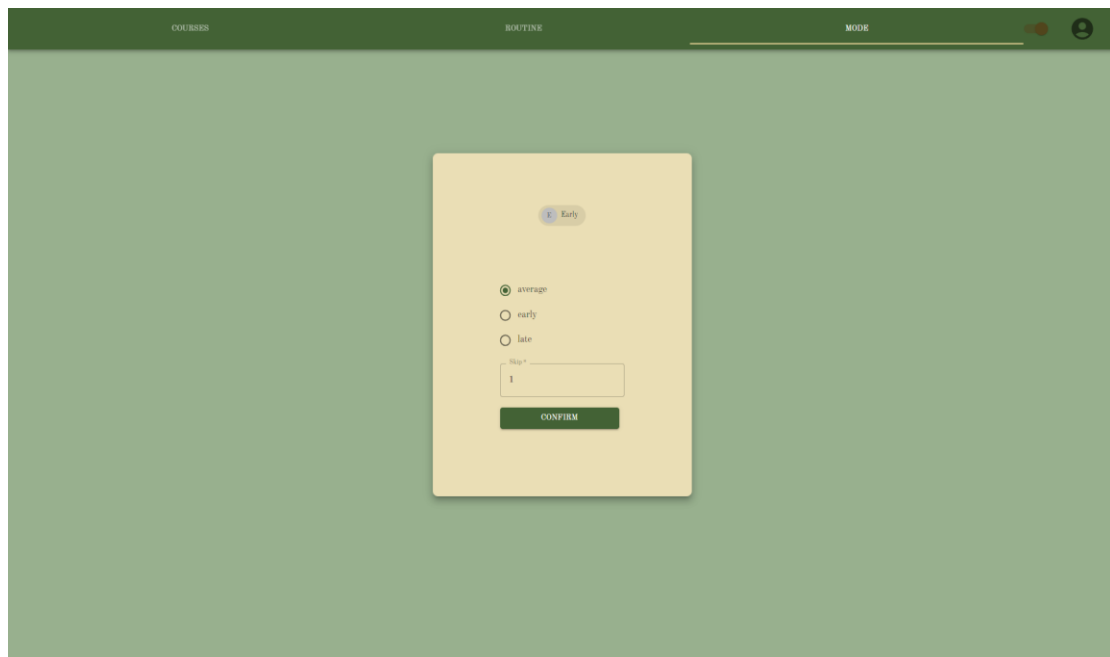 COURSES ROUTINE MODE
E Early
average
early
late
Skip *
1
CONFIRM